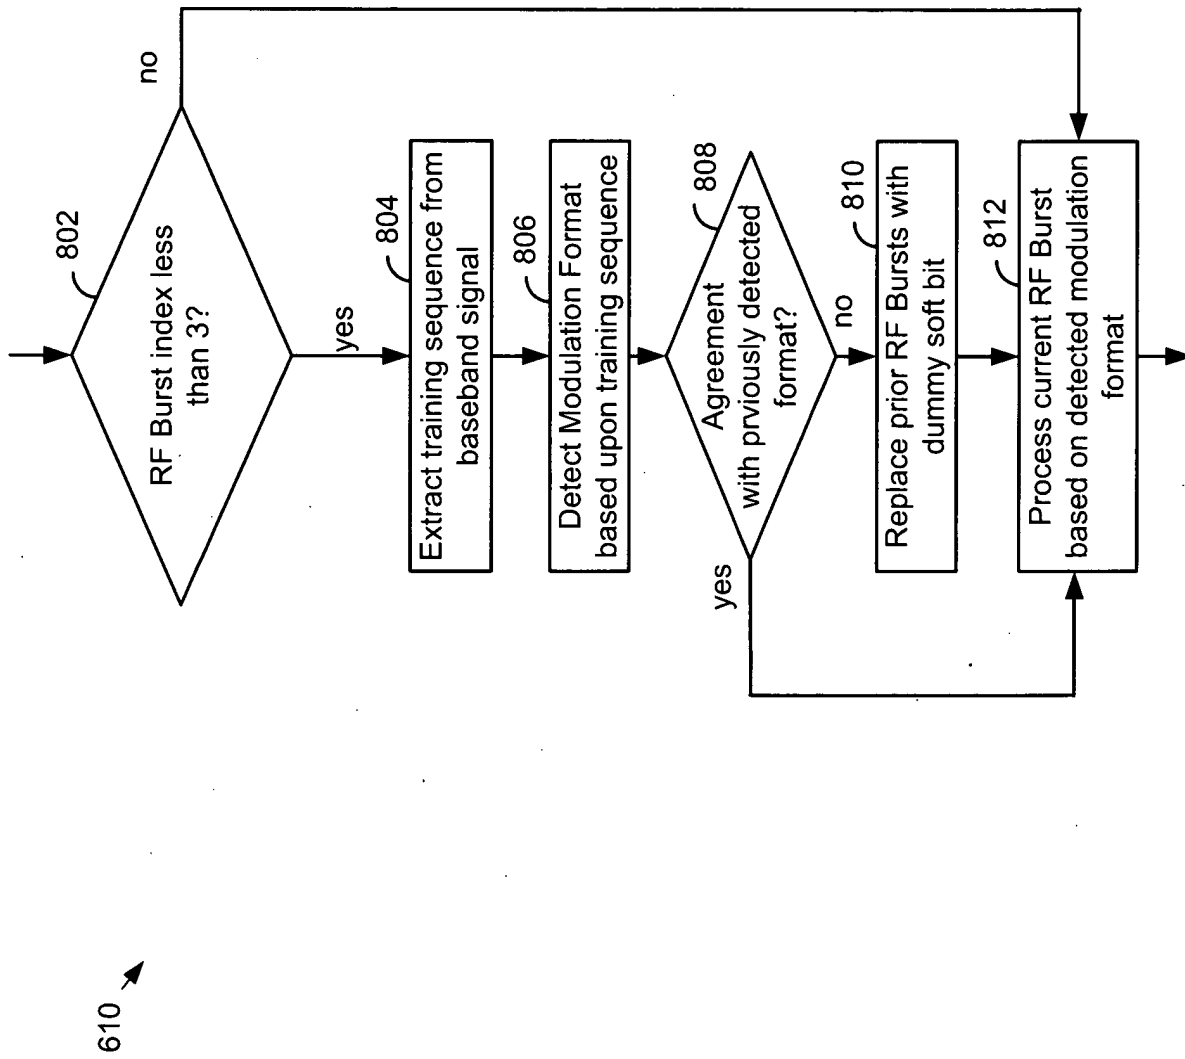 610
802
RF Burst index less
than 3?
no
yes
804
Extract training sequence from
baseband signal
806
Detect Modulation Format
based upon training sequence
808
Agreement
with prviously detected
format?
yes
no
810
Replace prior RF Bursts with
dummy soft bit
812
Process current RF Burst
based on detected modulation
format